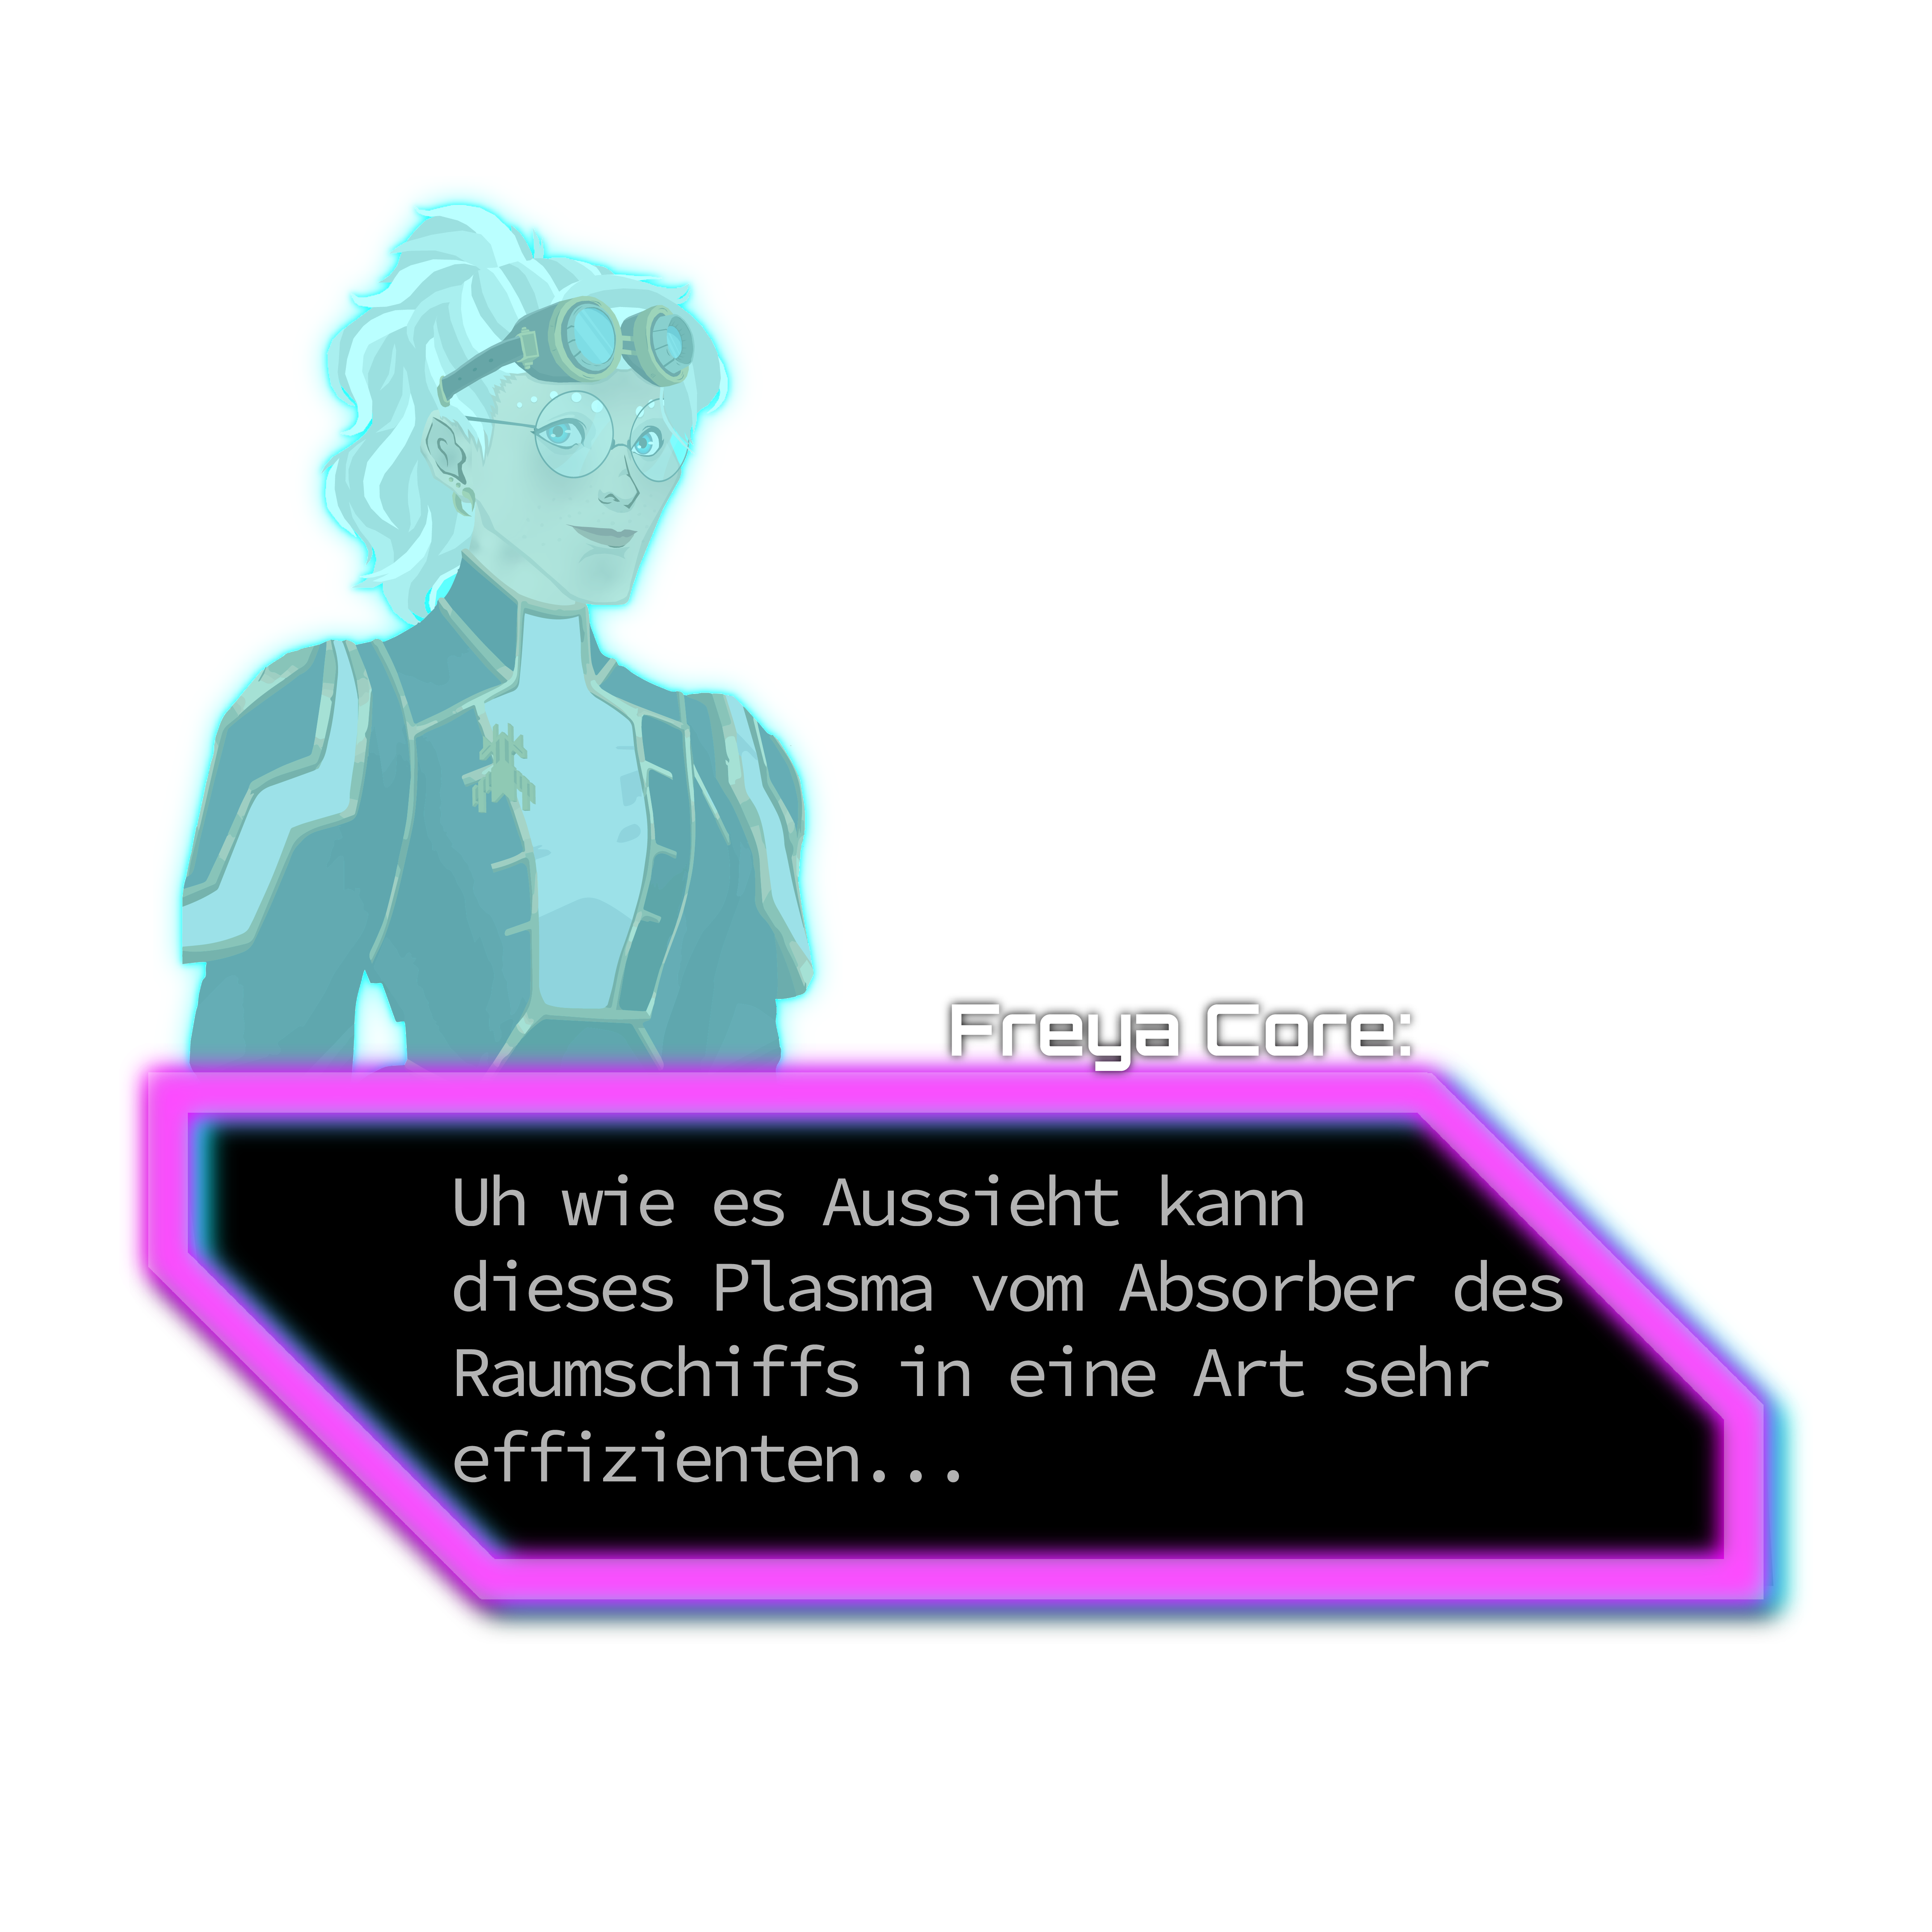 Freya Core:
Uh wie es Aussieht kann
dieses Plasma vom Absorber des
Raumschiffs in eine Art sehr
effizienten...